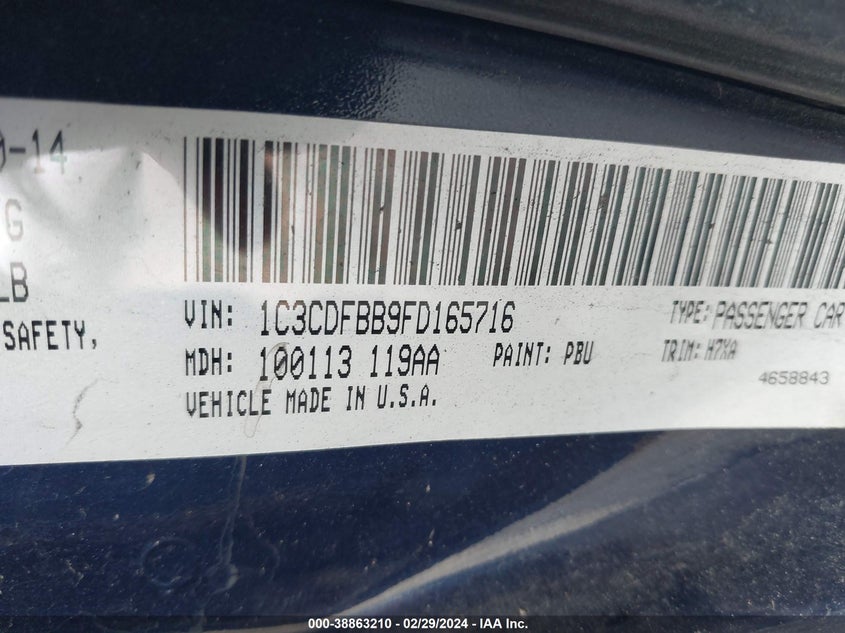 0-14
G
LB
SAFETY,
VIN: 1C3CDFBB9FD165716 TYPE: PASSENGER CAR
MDH: 100113 119AA PAINT: PBU TRIM: H7XA
VEHICLE MADE IN U.S.A. 4658843
000-38863210 - 02/29/2024 - IAA Inc.